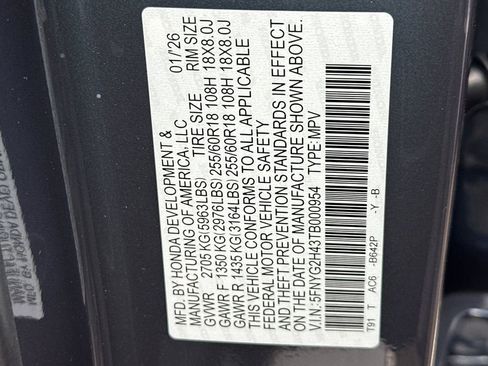 MFD. BY HONDA DEVELOPMENT & 01/26
MANUFACTURING OF AMERICA, LLC
GVWR 2705 KG(5963LBS) TIRE SIZE RIM SIZE
GAWR F 1350 KG(2976LBS) 255/60R18 108H 18X8.0J
GAWR R 1435 KG(3164LBS) 255/60R18 108H 18X8.0J
THIS VEHICLE CONFORMS TO ALL APPLICABLE
FEDERAL MOTOR VEHICLE SAFETY
AND THEFT PREVENTION STANDARDS IN EFFECT
ON THE DATE OF MANUFACTURE SHOWN ABOVE.
V.I.N.: 5FNYG2H43TB000954 TYPE: MPV
T91 T AC6 -B642P -Y -B